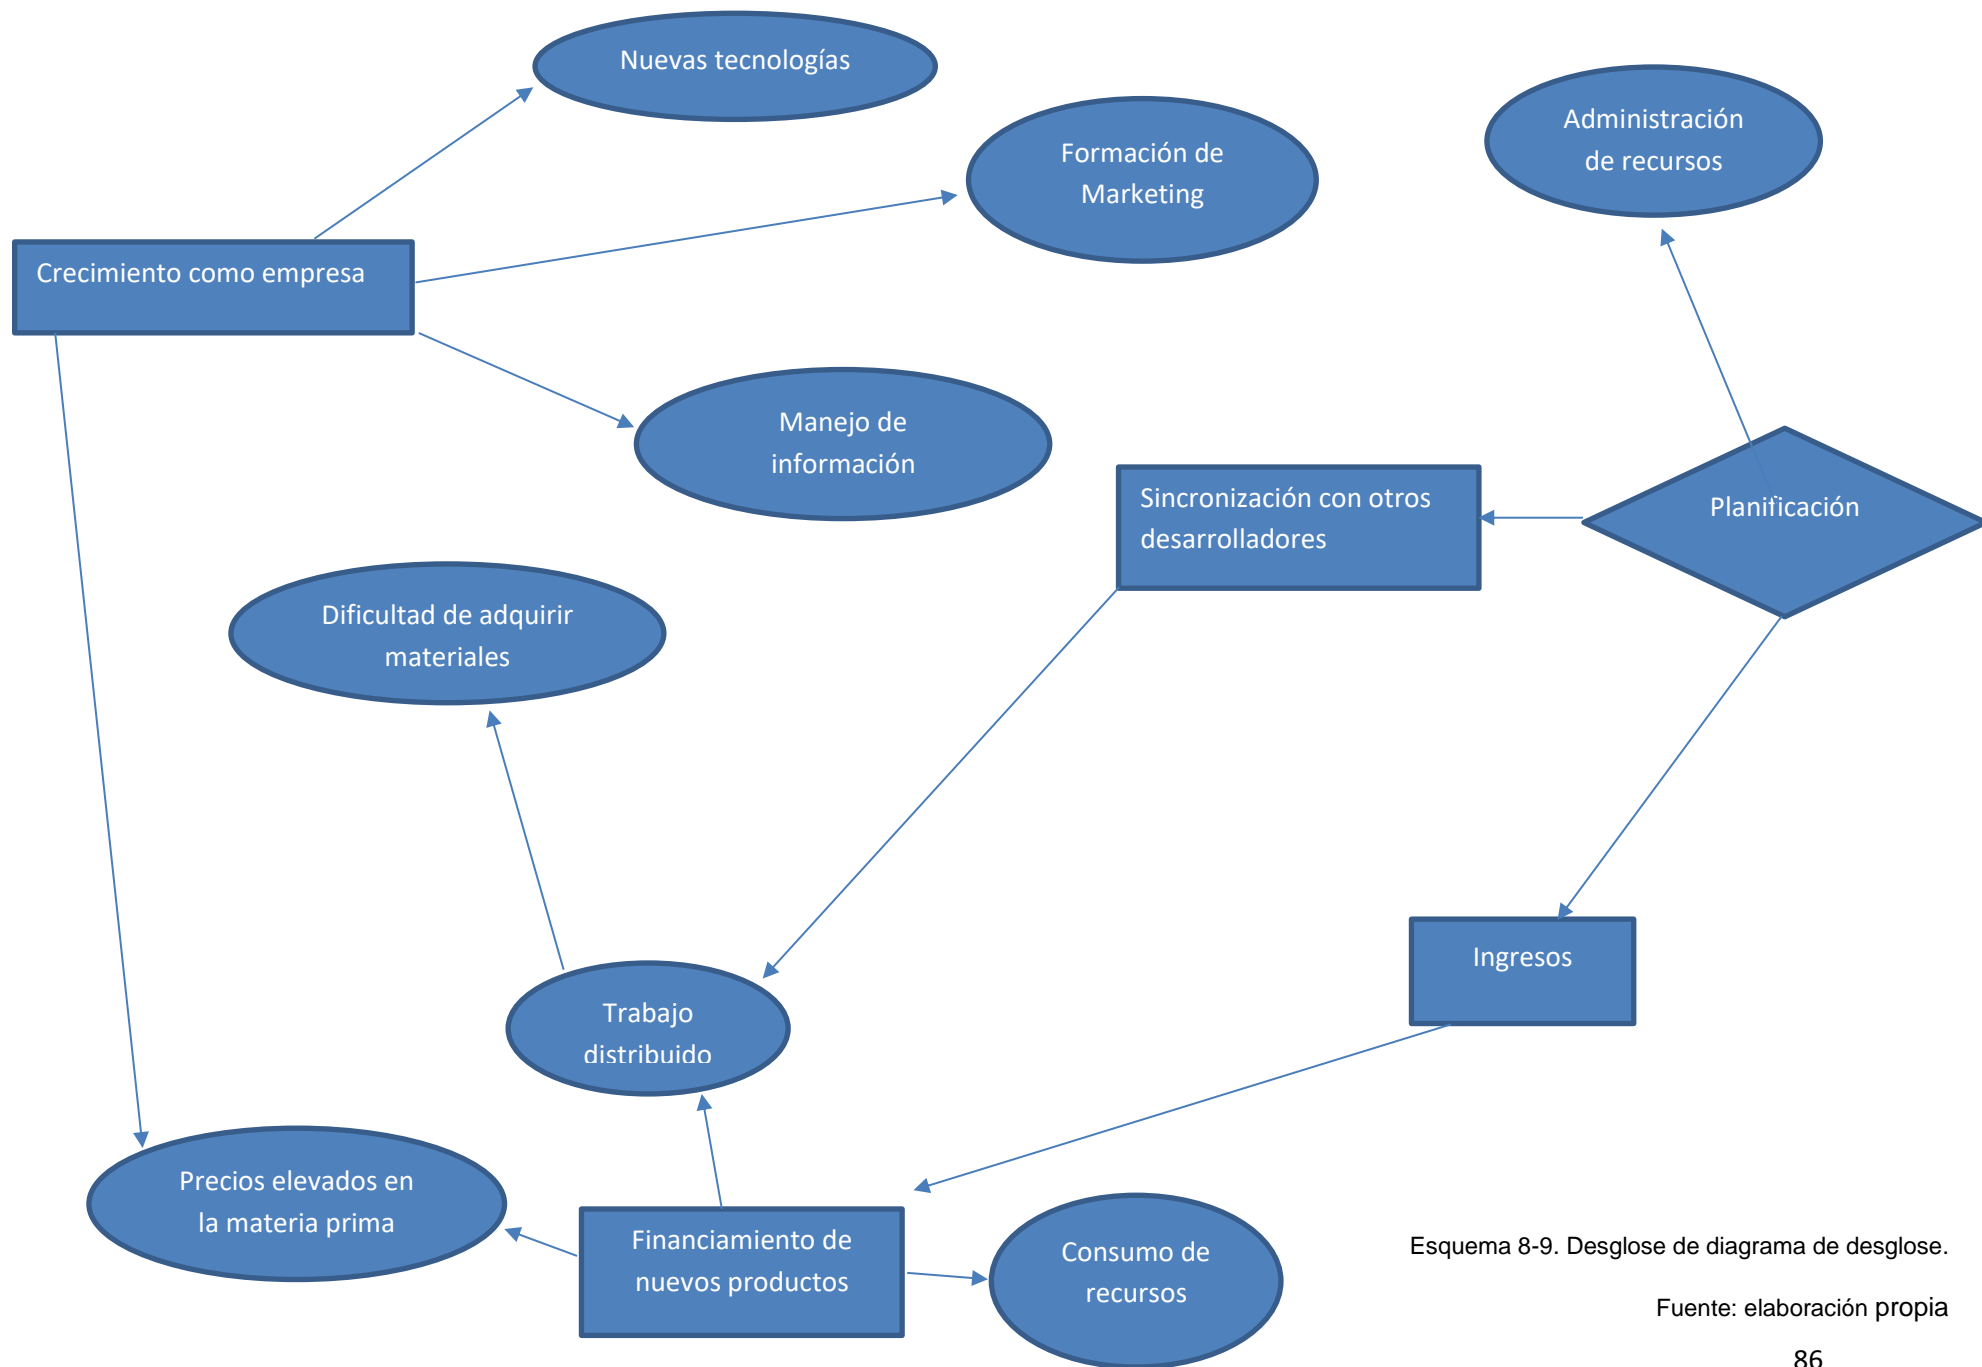 Nuevas tecnologías
Formación de
Marketing
Administración
de recursos
Crecimiento como empresa
Manejo de
información
Sincronización con otros
desarrolladores
Planificación
Dificultad de adquirir
materiales
Ingresos
Trabajo
distribuido
Precios elevados en
la materia prima
Financiamiento de
nuevos productos
Consumo de
recursos
Esquema 8-9. Desglose de diagrama de desglose.
Fuente: elaboración propia
86